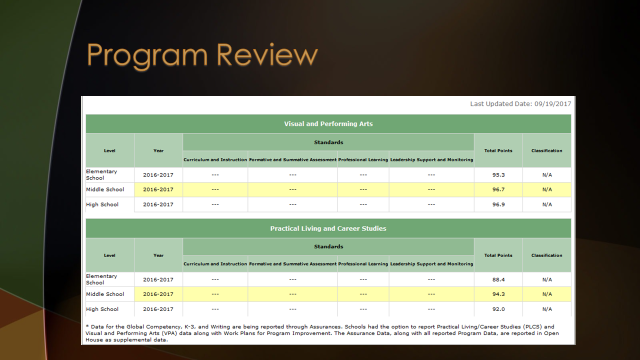 Program Review
Last Updated Date: 09/19/2017
Visual and Performing Arts
Level Year Standards Total Points Classification
Curriculum and Instruction Formative and Summative Assessment Professional Learning Leadership Support and Monitoring
Elementary School 2016-2017 --- --- --- --- 95.3 N/A
Middle School 2016-2017 --- --- --- --- 96.7 N/A
High School 2016-2017 --- --- --- --- 96.9 N/A
Practical Living and Career Studies
Level Year Standards Total Points Classification
Curriculum and Instruction Formative and Summative Assessment Professional Learning Leadership Support and Monitoring
Elementary School 2016-2017 --- --- --- --- 88.4 N/A
Middle School 2016-2017 --- --- --- --- 94.3 N/A
High School 2016-2017 --- --- --- --- 92.0 N/A
* Data for the Global Competency, K-3, and Writing are being reported through Assurances. Schools had the option to report Practical Living/Career Studies (PLCS) and
Visual and Performing Arts (VPA) data along with Work Plans for Program Improvement. The Assurance Data, along with all reported Program Data, are reported in Open
House as supplemental data.